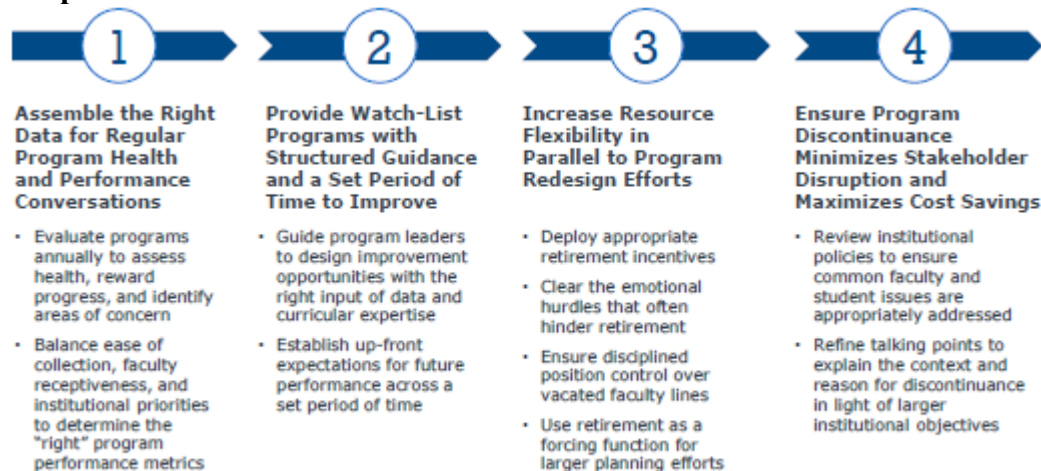 1
Assemble the Right
Data for Regular
Program Health
and Performance
Conversations
▪ Evaluate programs
annually to assess
health, reward
progress, and identify
areas of concern
▪ Balance ease of
collection, faculty
receptiveness, and
institutional priorities
to determine the
"right" program
performance metrics
2
Provide Watch-List
Programs with
Structured Guidance
and a Set Period of
Time to Improve
▪ Guide program leaders
to design improvement
opportunities with the
right input of data and
curricular expertise
▪ Establish up-front
expectations for future
performance across a
set period of time
3
Increase Resource
Flexibility in
Parallel to Program
Redesign Efforts
▪ Deploy appropriate
retirement incentives
▪ Clear the emotional
hurdles that often
hinder retirement
▪ Ensure disciplined
position control over
vacated faculty lines
▪ Use retirement as a
forcing function for
larger planning efforts
4
Ensure Program
Discontinuance
Minimizes Stakeholder
Disruption and
Maximizes Cost Savings
▪ Review institutional
policies to ensure
common faculty and
student issues are
appropriately addressed
▪ Refine talking points to
explain the context and
reason for discontinuance
in light of larger
institutional objectives